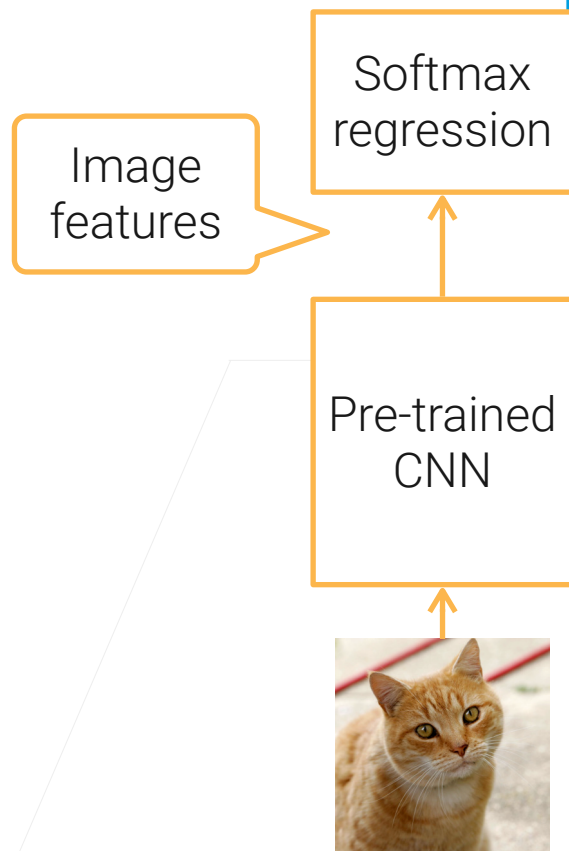 Softmax
regression
Image
features
Pre-trained
CNN